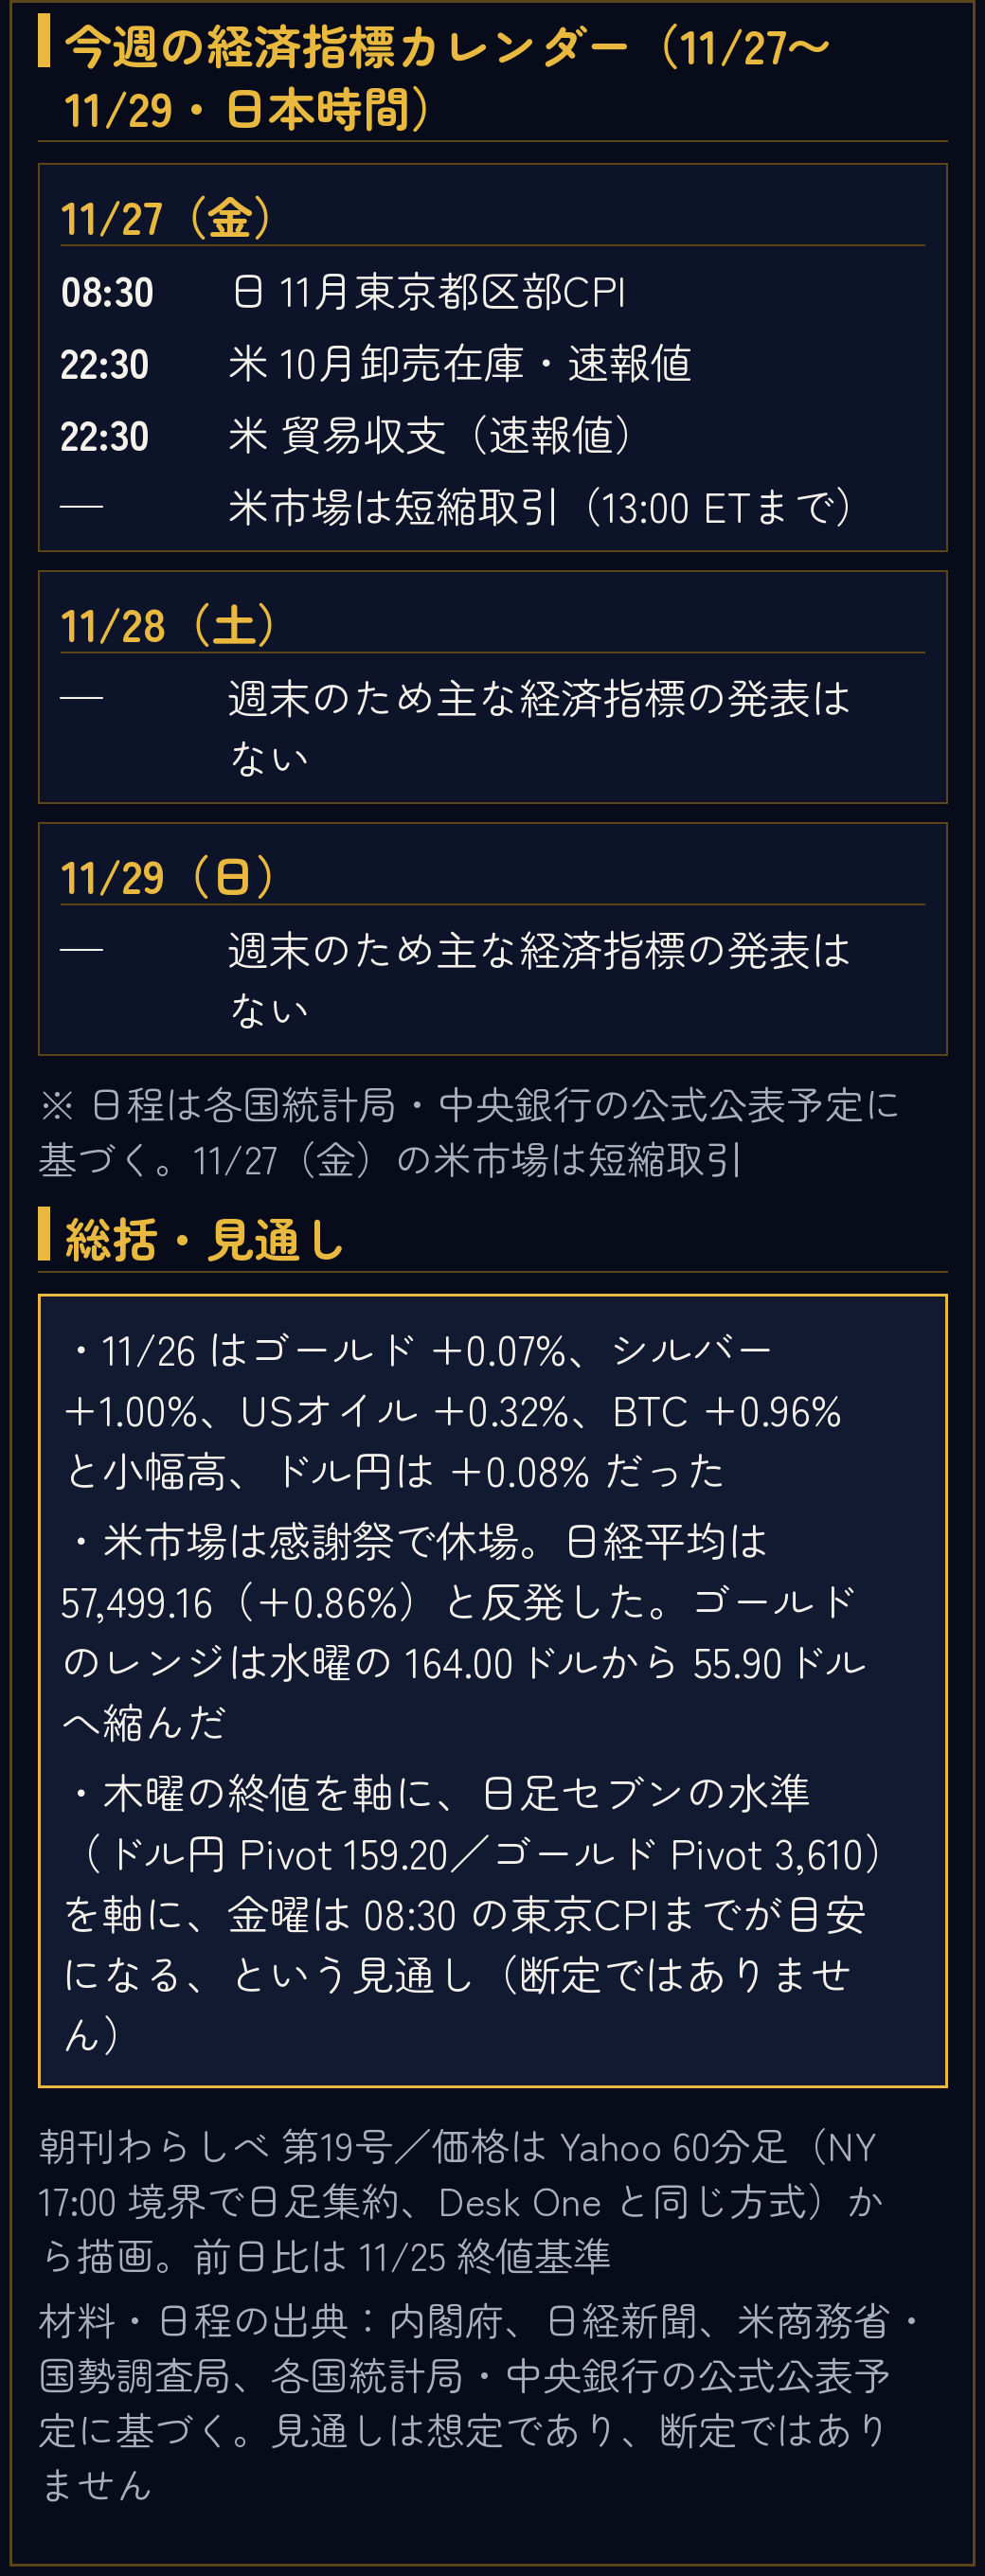 今週の経済指標カレンダー（11/27〜
11/29・日本時間）
11/27（金）
08:30 日 11月東京都区部CPI
22:30 米 10月卸売在庫・速報値
22:30 米 貿易収支（速報値）
— 米市場は短縮取引（13:00 ETまで）
11/28（土）
— 週末のため主な経済指標の発表は
ない
11/29（日）
— 週末のため主な経済指標の発表は
ない
※ 日程は各国統計局・中央銀行の公式公表予定に
基づく。11/27（金）の米市場は短縮取引
総括・見通し
・11/26 はゴールド +0.07%、シルバー
+1.00%、USオイル +0.32%、BTC +0.96%
と小幅高、ドル円は +0.08% だった
・米市場は感謝祭で休場。日経平均は
57,499.16（+0.86%）と反発した。ゴールド
のレンジは水曜の 164.00ドルから 55.90ドル
へ縮んだ
・木曜の終値を軸に、日足セブンの水準
（ドル円 Pivot 159.20／ゴールド Pivot 3,610）
を軸に、金曜は 08:30 の東京CPIまでが目安
になる、という見通し（断定ではありませ
ん）
朝刊わらしべ 第19号／価格は Yahoo 60分足（NY
17:00 境界で日足集約、Desk One と同じ方式）か
ら描画。前日比は 11/25 終値基準
材料・日程の出典：内閣府、日経新聞、米商務省・
国勢調査局、各国統計局・中央銀行の公式公表予
定に基づく。見通しは想定であり、断定ではあり
ません